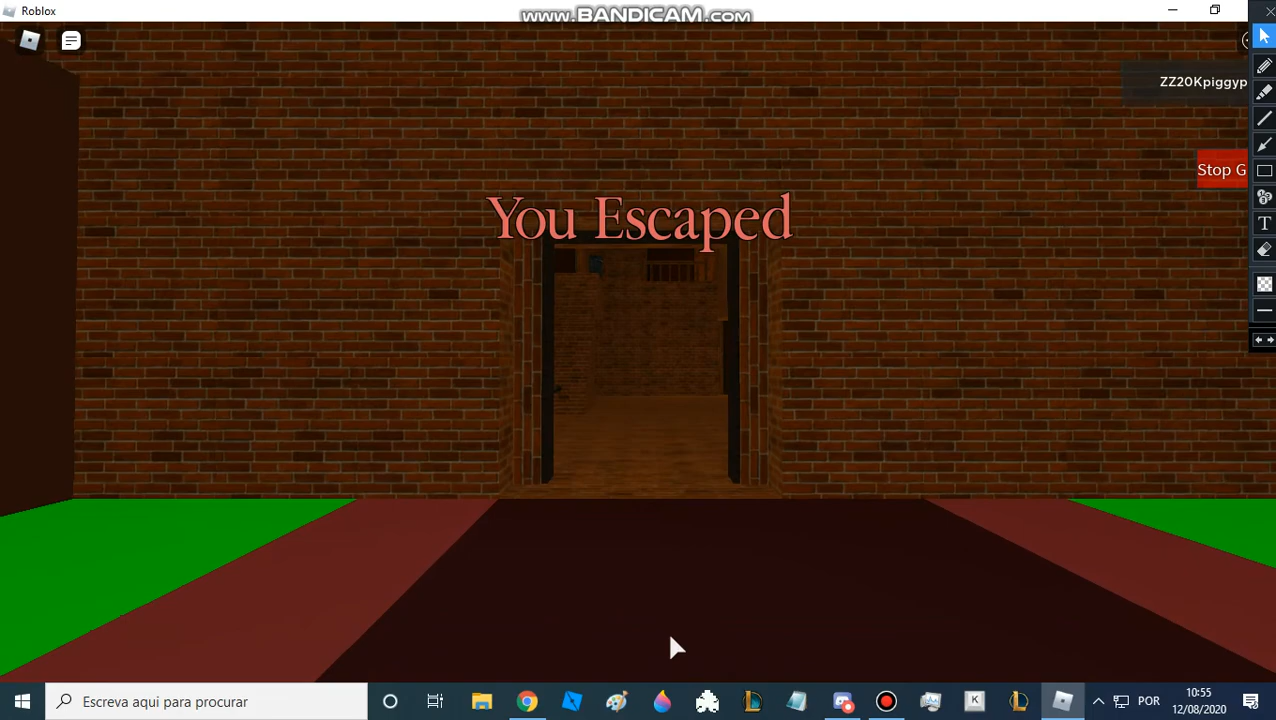 Roblox
www.BANDICAM.com
ZZ20Kpiggyp
Stop G
You Escaped
T
Escreva aqui para procurar
K
POR
10:55
12/08/2020